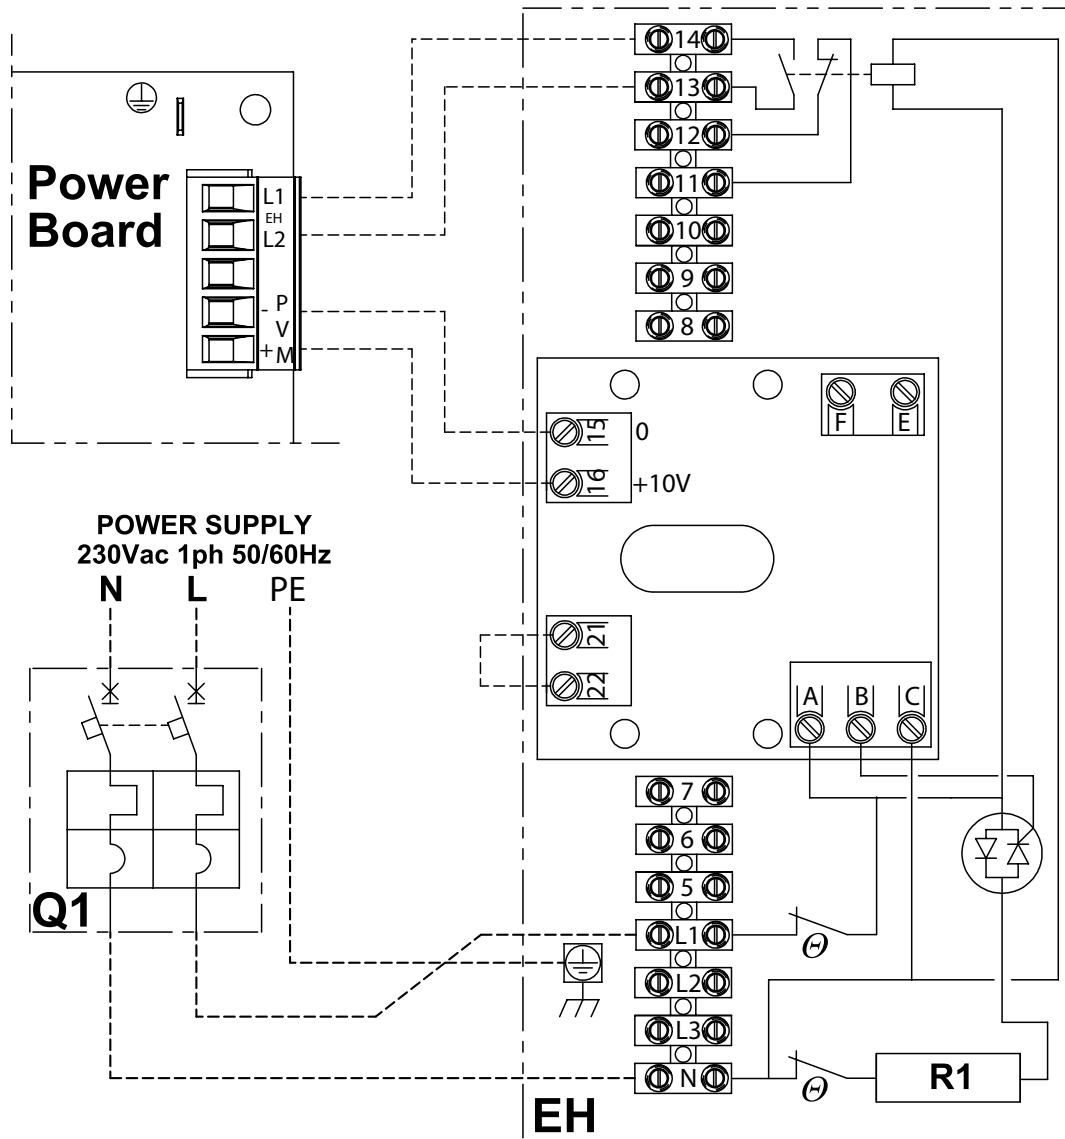 14
13
12
11
10
9
8
Power
Board
L1
EH
L2
- P
V
+ M
F
E
15
0
16
+10V
POWER SUPPLY
230Vac 1ph 50/60Hz
N
L
PE
21
22
A
B
C
7
6
5
Q1
L1
Θ
L2
L3
N
Θ
R1
EH